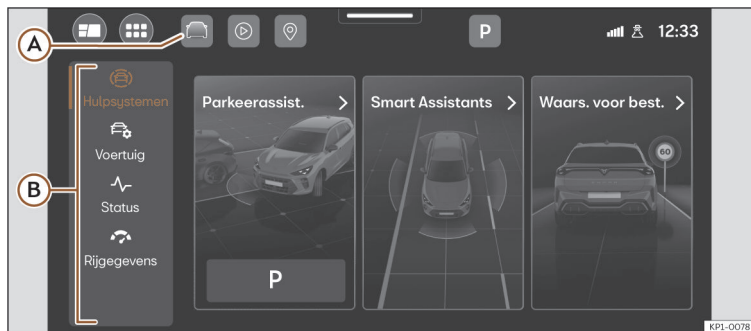 A
P
12:33
B
Hulpsystemen
Voertuig
Status
Rijgegevens
Parkeerassist.
P
Smart Assistants
Waars. voor best.
60
KP1-0078